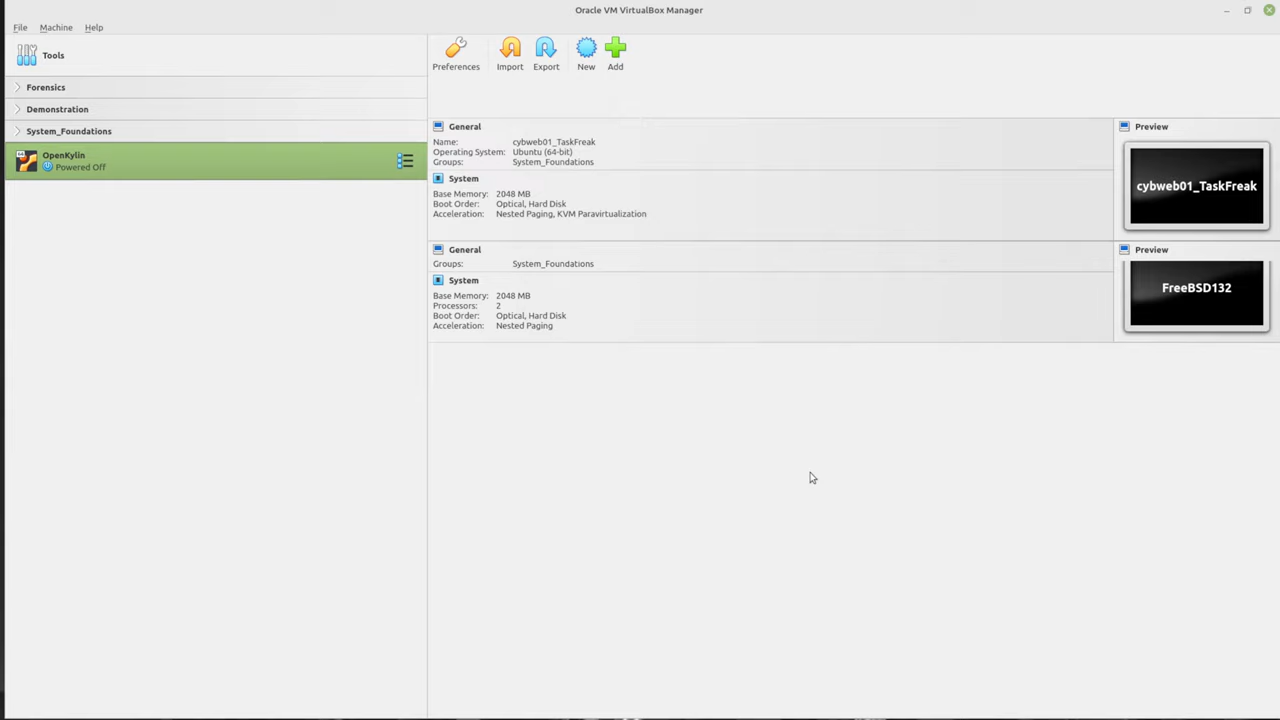 Oracle VM VirtualBox Manager
File Machine Help
Tools
Preferences Import Export New Add
Forensics
Demonstration
System_Foundations
OpenKylin
Powered Off
General
Name: cybweb01_TaskFreak
Operating System: Ubuntu (64-bit)
Groups: System_Foundations
System
Base Memory: 2048 MB
Boot Order: Optical, Hard Disk
Acceleration: Nested Paging, KVM Paravirtualization
Preview
cybweb01_TaskFreak
General
Groups: System_Foundations
System
Base Memory: 2048 MB
Processors: 2
Boot Order: Optical, Hard Disk
Acceleration: Nested Paging
Preview
FreeBSD132